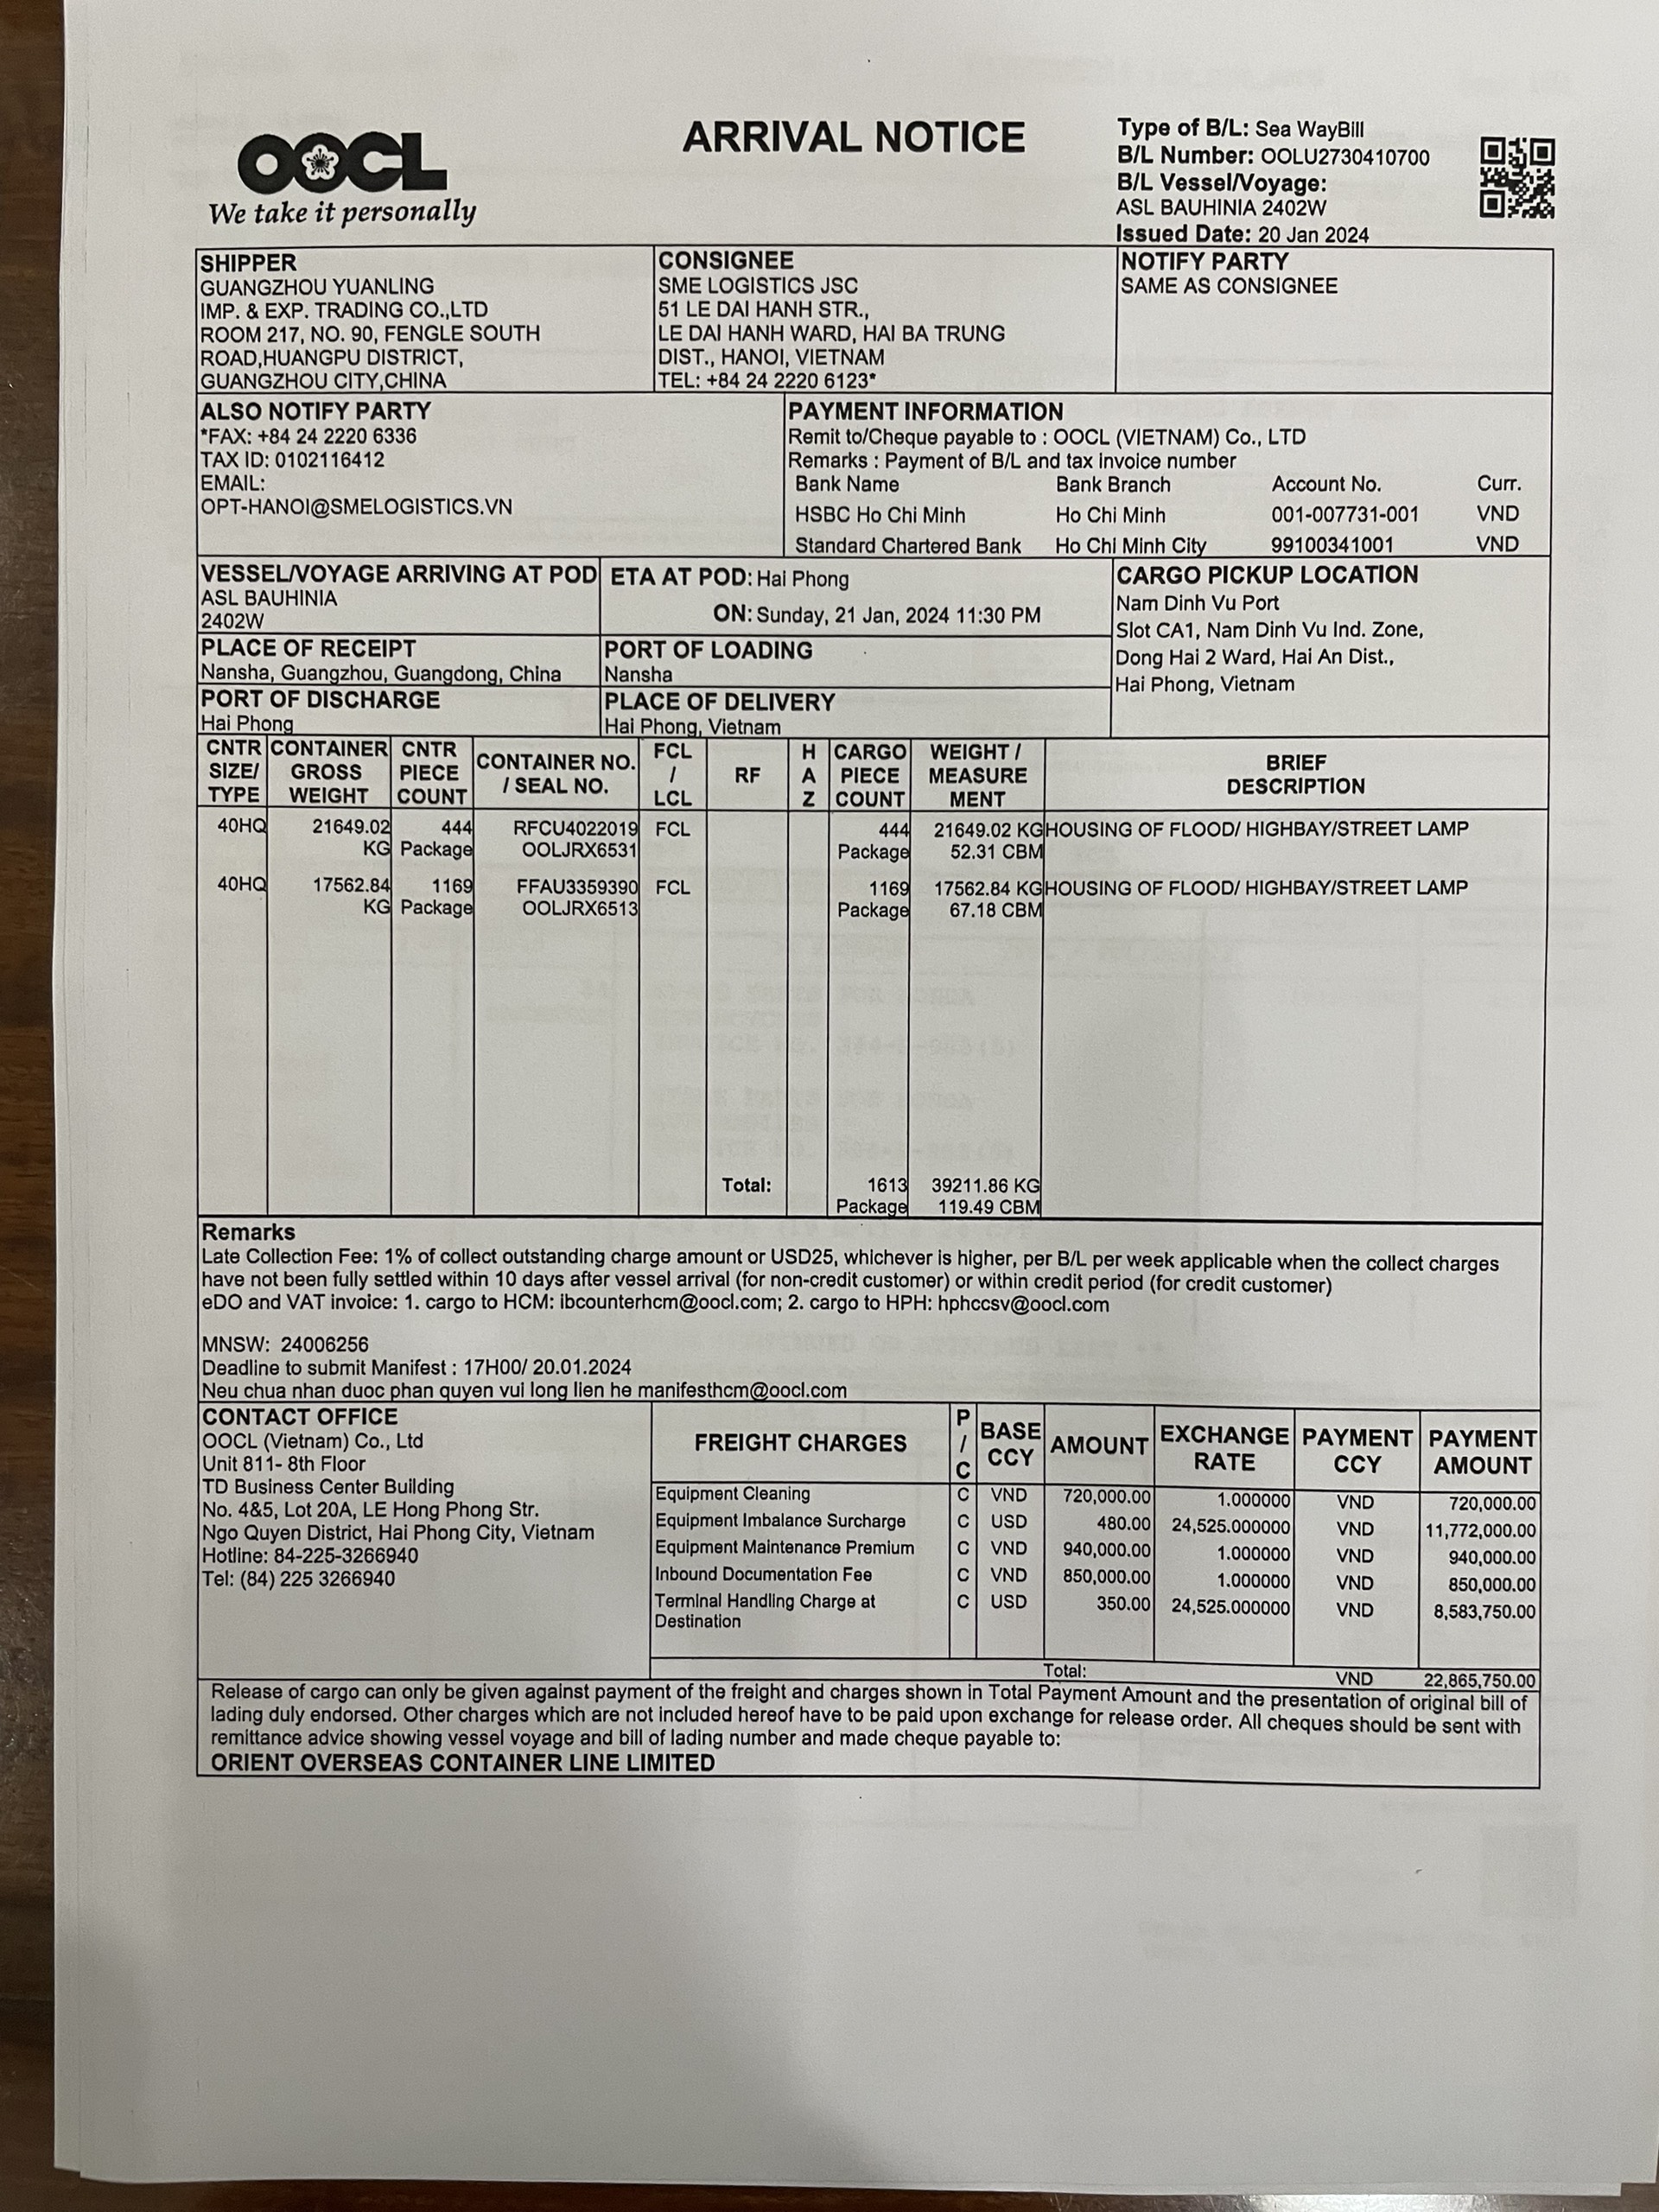 OOCL
We take it personally
ARRIVAL NOTICE
Type of B/L: Sea WayBill
B/L Number: OOLU2730410700
B/L Vessel/Voyage:
ASL BAUHINIA 2402W
Issued Date: 20 Jan 2024
SHIPPER
GUANGZHOU YUANLING
IMP. & EXP. TRADING CO.,LTD
ROOM 217, NO. 90, FENGLE SOUTH
ROAD,HUANGPU DISTRICT,
GUANGZHOU CITY,CHINA
CONSIGNEE
SME LOGISTICS JSC
51 LE DAI HANH STR.,
LE DAI HANH WARD, HAI BA TRUNG
DIST., HANOI, VIETNAM
TEL: +84 24 2220 6123*
NOTIFY PARTY
SAME AS CONSIGNEE
ALSO NOTIFY PARTY
*FAX: +84 24 2220 6336
TAX ID: 0102116412
EMAIL:
OPT-HANOI@SMELOGISTICS.VN
PAYMENT INFORMATION
Remit to/Cheque payable to : OOCL (VIETNAM) Co., LTD
Remarks : Payment of B/L and tax invoice number
Bank Name Bank Branch Account No. Curr.
HSBC Ho Chi Minh Ho Chi Minh 001-007731-001 VND
Standard Chartered Bank Ho Chi Minh City 99100341001 VND
VESSEL/VOYAGE ARRIVING AT POD
ASL BAUHINIA
2402W
ETA AT POD: Hai Phong
ON: Sunday, 21 Jan, 2024 11:30 PM
CARGO PICKUP LOCATION
Nam Dinh Vu Port
Slot CA1, Nam Dinh Vu Ind. Zone,
Dong Hai 2 Ward, Hai An Dist.,
Hai Phong, Vietnam
PLACE OF RECEIPT
Nansha, Guangzhou, Guangdong, China
PORT OF LOADING
Nansha
PORT OF DISCHARGE
Hai Phong
PLACE OF DELIVERY
Hai Phong, Vietnam
CNTR SIZE/ TYPE CONTAINER GROSS WEIGHT CNTR PIECE COUNT CONTAINER NO. / SEAL NO. FCL / LCL RF H A Z CARGO PIECE COUNT WEIGHT / MEASURE MENT BRIEF DESCRIPTION
40HQ 21649.02 444 RFCU4022019 FCL 444 21649.02 KG HOUSING OF FLOOD/ HIGHBAY/STREET LAMP
KG Package OOLJRX6531 Package 52.31 CBM
40HQ 17562.84 1169 FFAU3359390 FCL 1169 17562.84 KG HOUSING OF FLOOD/ HIGHBAY/STREET LAMP
KG Package OOLJRX6513 Package 67.18 CBM
Total: 1613 39211.86 KG
Package 119.49 CBM
Remarks
Late Collection Fee: 1% of collect outstanding charge amount or USD25, whichever is higher, per B/L per week applicable when the collect charges
have not been fully settled within 10 days after vessel arrival (for non-credit customer) or within credit period (for credit customer)
eDO and VAT invoice: 1. cargo to HCM: ibcounterhcm@oocl.com; 2. cargo to HPH: hphccsv@oocl.com
MNSW: 24006256
Deadline to submit Manifest : 17H00/ 20.01.2024
Neu chua nhan duoc phan quyen vui long lien he manifesthcm@oocl.com
CONTACT OFFICE
OOCL (Vietnam) Co., Ltd
Unit 811- 8th Floor
TD Business Center Building
No. 4&5, Lot 20A, LE Hong Phong Str.
Ngo Quyen District, Hai Phong City, Vietnam
Hotline: 84-225-3266940
Tel: (84) 225 3266940
FREIGHT CHARGES P / C BASE CCY AMOUNT EXCHANGE RATE PAYMENT CCY PAYMENT AMOUNT
Equipment Cleaning C VND 720,000.00 1.000000 VND 720,000.00
Equipment Imbalance Surcharge C USD 480.00 24,525.000000 VND 11,772,000.00
Equipment Maintenance Premium C VND 940,000.00 1.000000 VND 940,000.00
Inbound Documentation Fee C VND 850,000.00 1.000000 VND 850,000.00
Terminal Handling Charge at C USD 350.00 24,525.000000 VND 8,583,750.00
Destination
Total: VND 22,865,750.00
Release of cargo can only be given against payment of the freight and charges shown in Total Payment Amount and the presentation of original bill of
lading duly endorsed. Other charges which are not included hereof have to be paid upon exchange for release order. All cheques should be sent with
remittance advice showing vessel voyage and bill of lading number and made cheque payable to:
ORIENT OVERSEAS CONTAINER LINE LIMITED